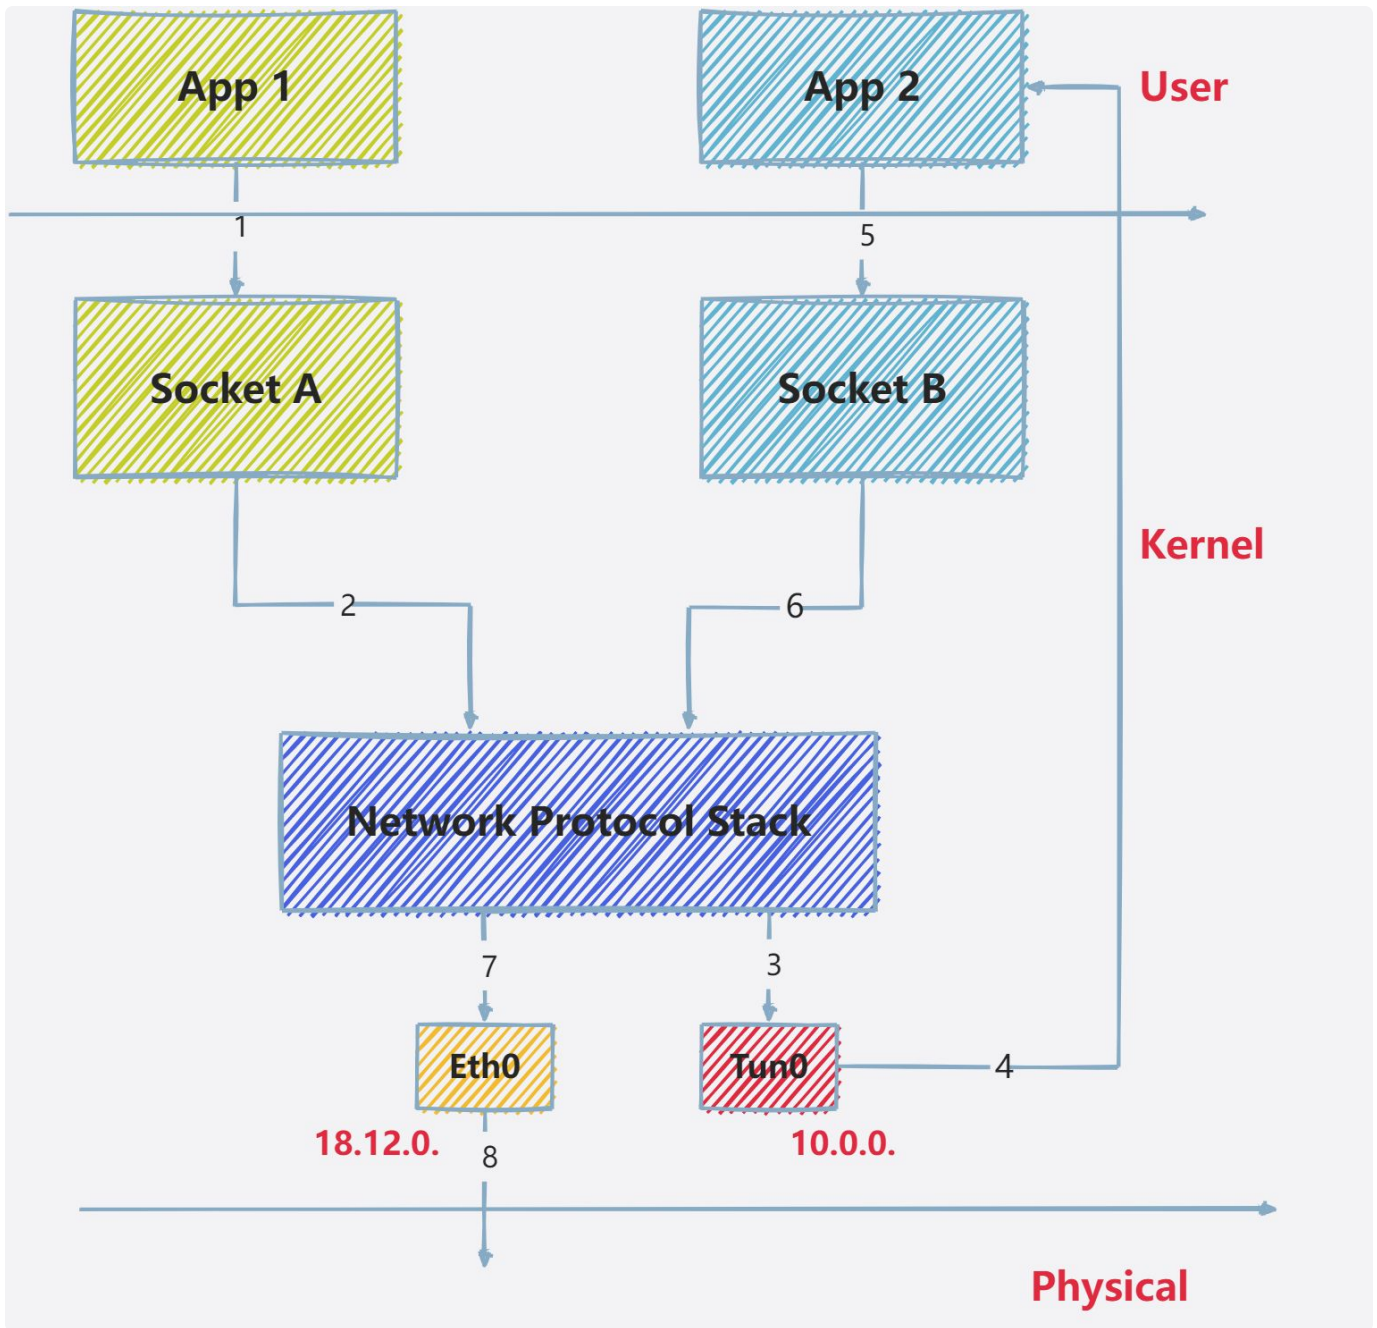 App 1
App 2
User
1
5
Socket A
Socket B
Kernel
2
6
Network Protocol Stack
7
3
Eth0
Tun0
4
18.12.0.
8
10.0.0.
Physical